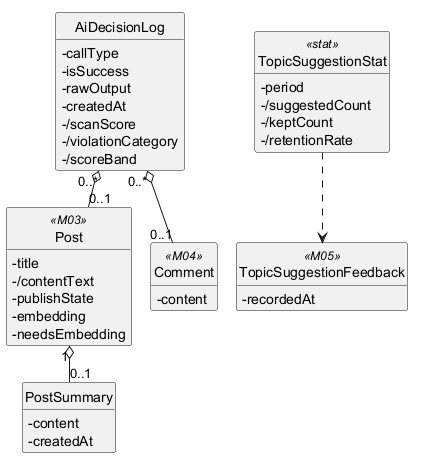 AiDecisionLog
-callType
-isSuccess
-rawOutput
-createdAt
-/scanScore
-/violationCategory
-/scoreBand
«stat»
TopicSuggestionStat
-period
-/suggestedCount
-/keptCount
-/retentionRate
0..*
0..1
0..*
0..1
«M03»
Post
-title
-/contentText
-publishState
-embedding
-needsEmbedding
«M04»
Comment
-content
«M05»
TopicSuggestionFeedback
-recordedAt
1
0..1
PostSummary
-content
-createdAt